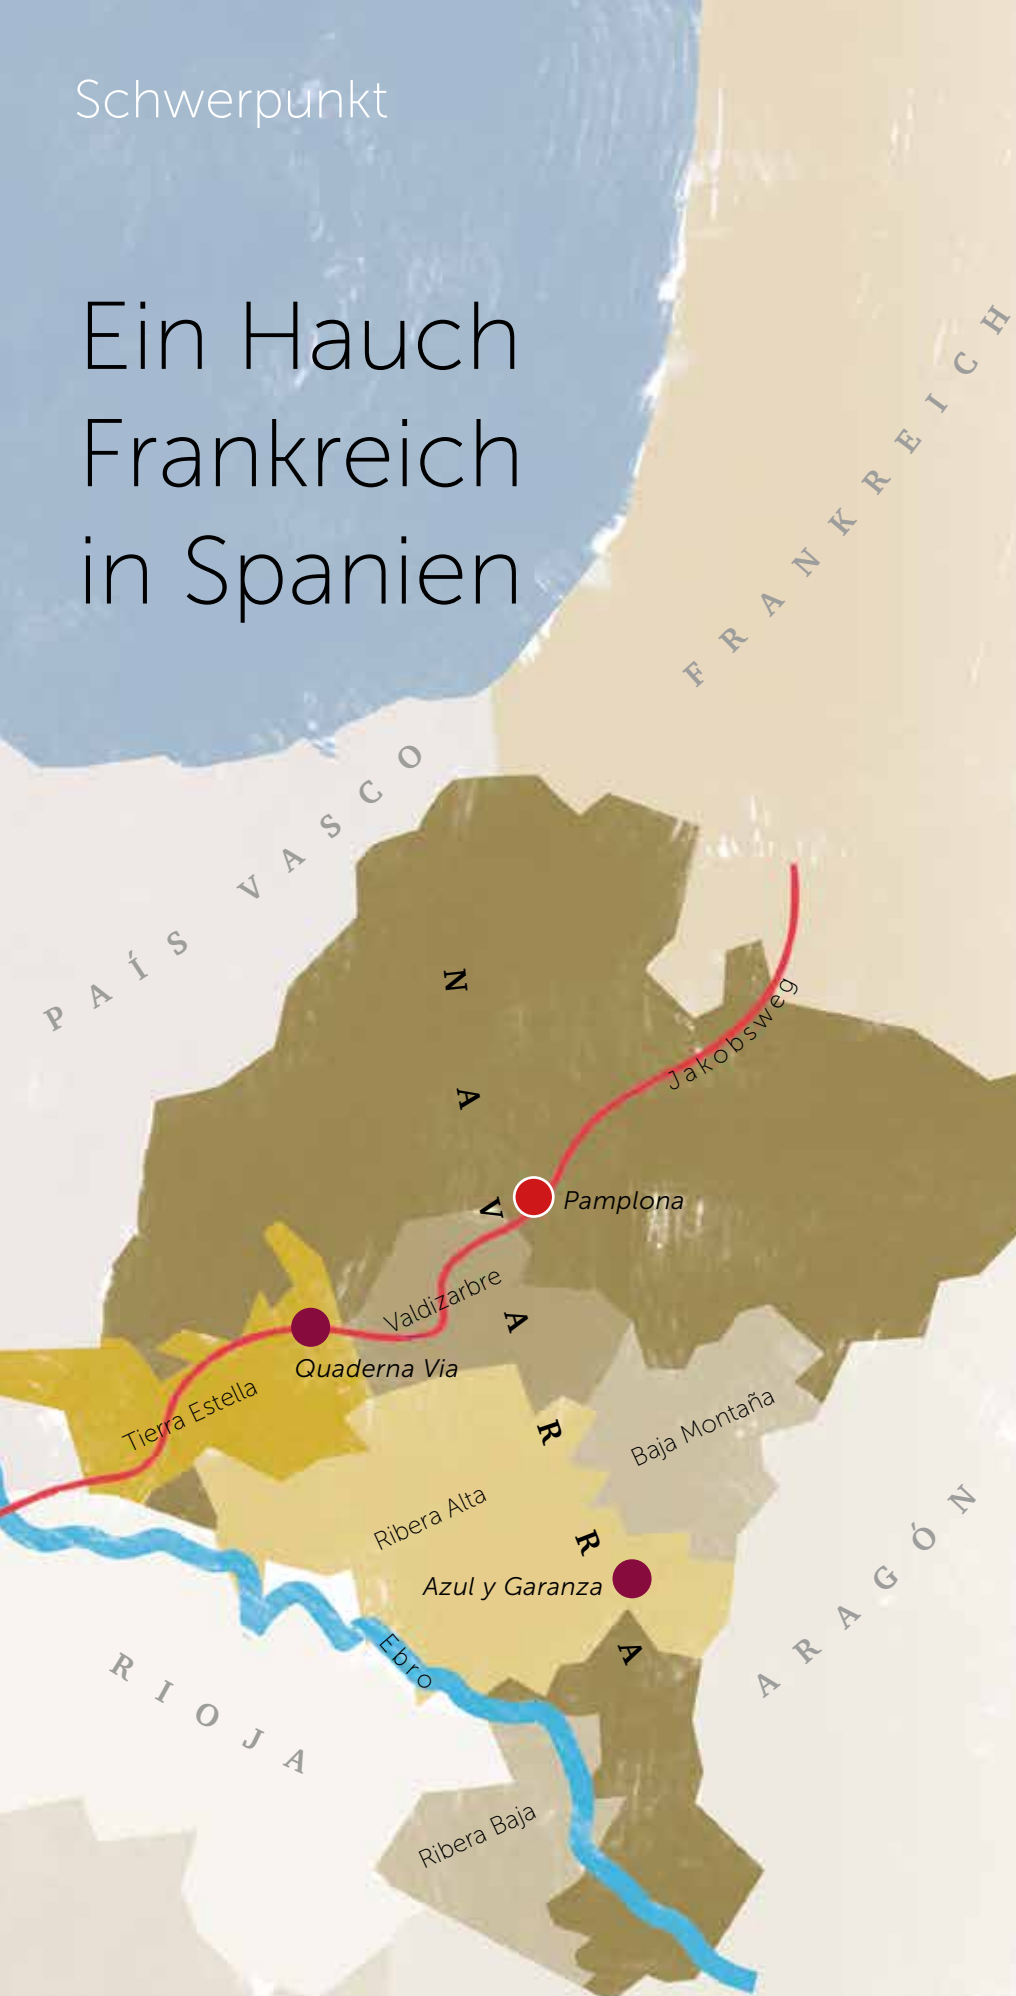 Schwerpunkt
Ein Hauch
Frankreich
in Spanien
FRANKREICH
PAÍS VASCO
NAVARRA
Jakobsweg
Pamplona
Valdizarbre
Quaderna Via
Tierra Estella
Baja Montaña
Ribera Alta
Azul y Garanza
ARAGÓN
Ebro
RIOJA
Ribera Baja